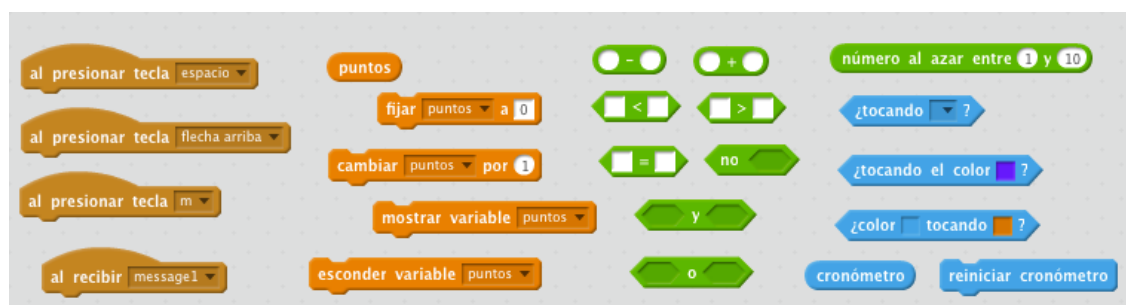 al presionar tecla espacio
al presionar tecla flecha arriba
al presionar tecla m
al recibir message1
puntos
fijar puntos a 0
cambiar puntos por 1
mostrar variable puntos
esconder variable puntos
-
+
<
>
=
no
y
o
número al azar entre 1 y 10
¿tocando ?
¿tocando el color ?
¿color tocando ?
cronómetro
reiniciar cronómetro